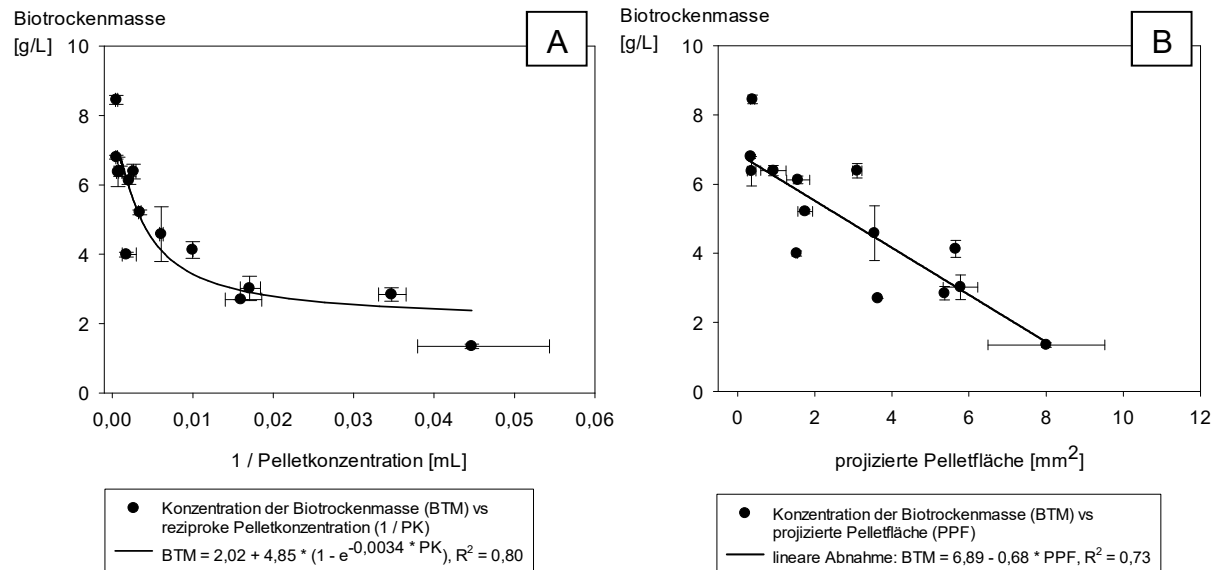 Biotrockenmasse
[g/L]
A
10
8
6
4
2
0
0,00 0,01 0,02 0,03 0,04 0,05 0,06
1 / Pelletkonzentration [mL]
Konzentration der Biotrockenmasse (BTM) vs
reziproke Pelletkonzentration (1 / PK)
BTM = 2,02 + 4,85 * (1 - e^-0,0034 * PK), R² = 0,80
Biotrockenmasse
[g/L]
B
10
8
6
4
2
0
0 2 4 6 8 10 12
projizierte Pelletfläche [mm²]
Konzentration der Biotrockenmasse (BTM) vs
projizierte Pelletfläche (PPF)
lineare Abnahme: BTM = 6,89 - 0,68 * PPF, R² = 0,73